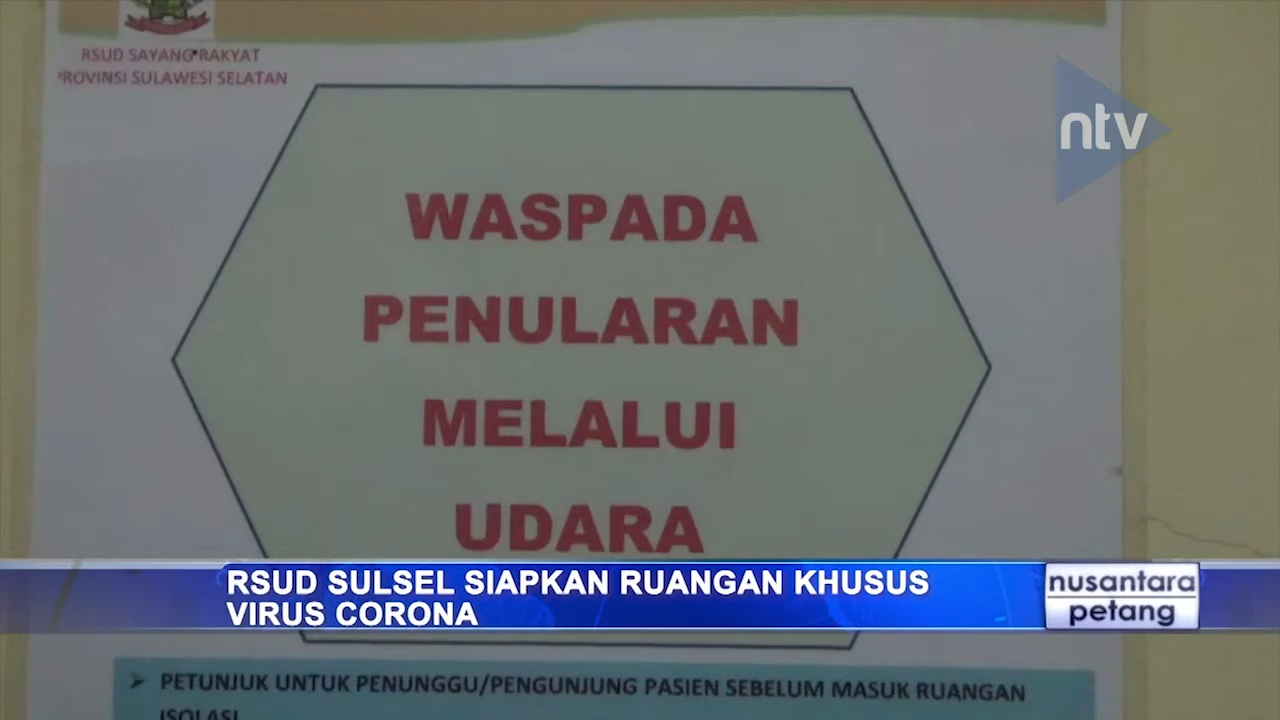 RSUD SAYANG RAKYAT
PROVINSI SULAWESI SELATAN
ntv
WASPADA
PENULARAN
MELALUI
UDARA
RSUD SULSEL SIAPKAN RUANGAN KHUSUS
VIRUS CORONA
nusantara
petang
➢ PETUNJUK UNTUK PENUNGGU/PENGUNJUNG PASIEN SEBELUM MASUK RUANGAN
ISOLASI